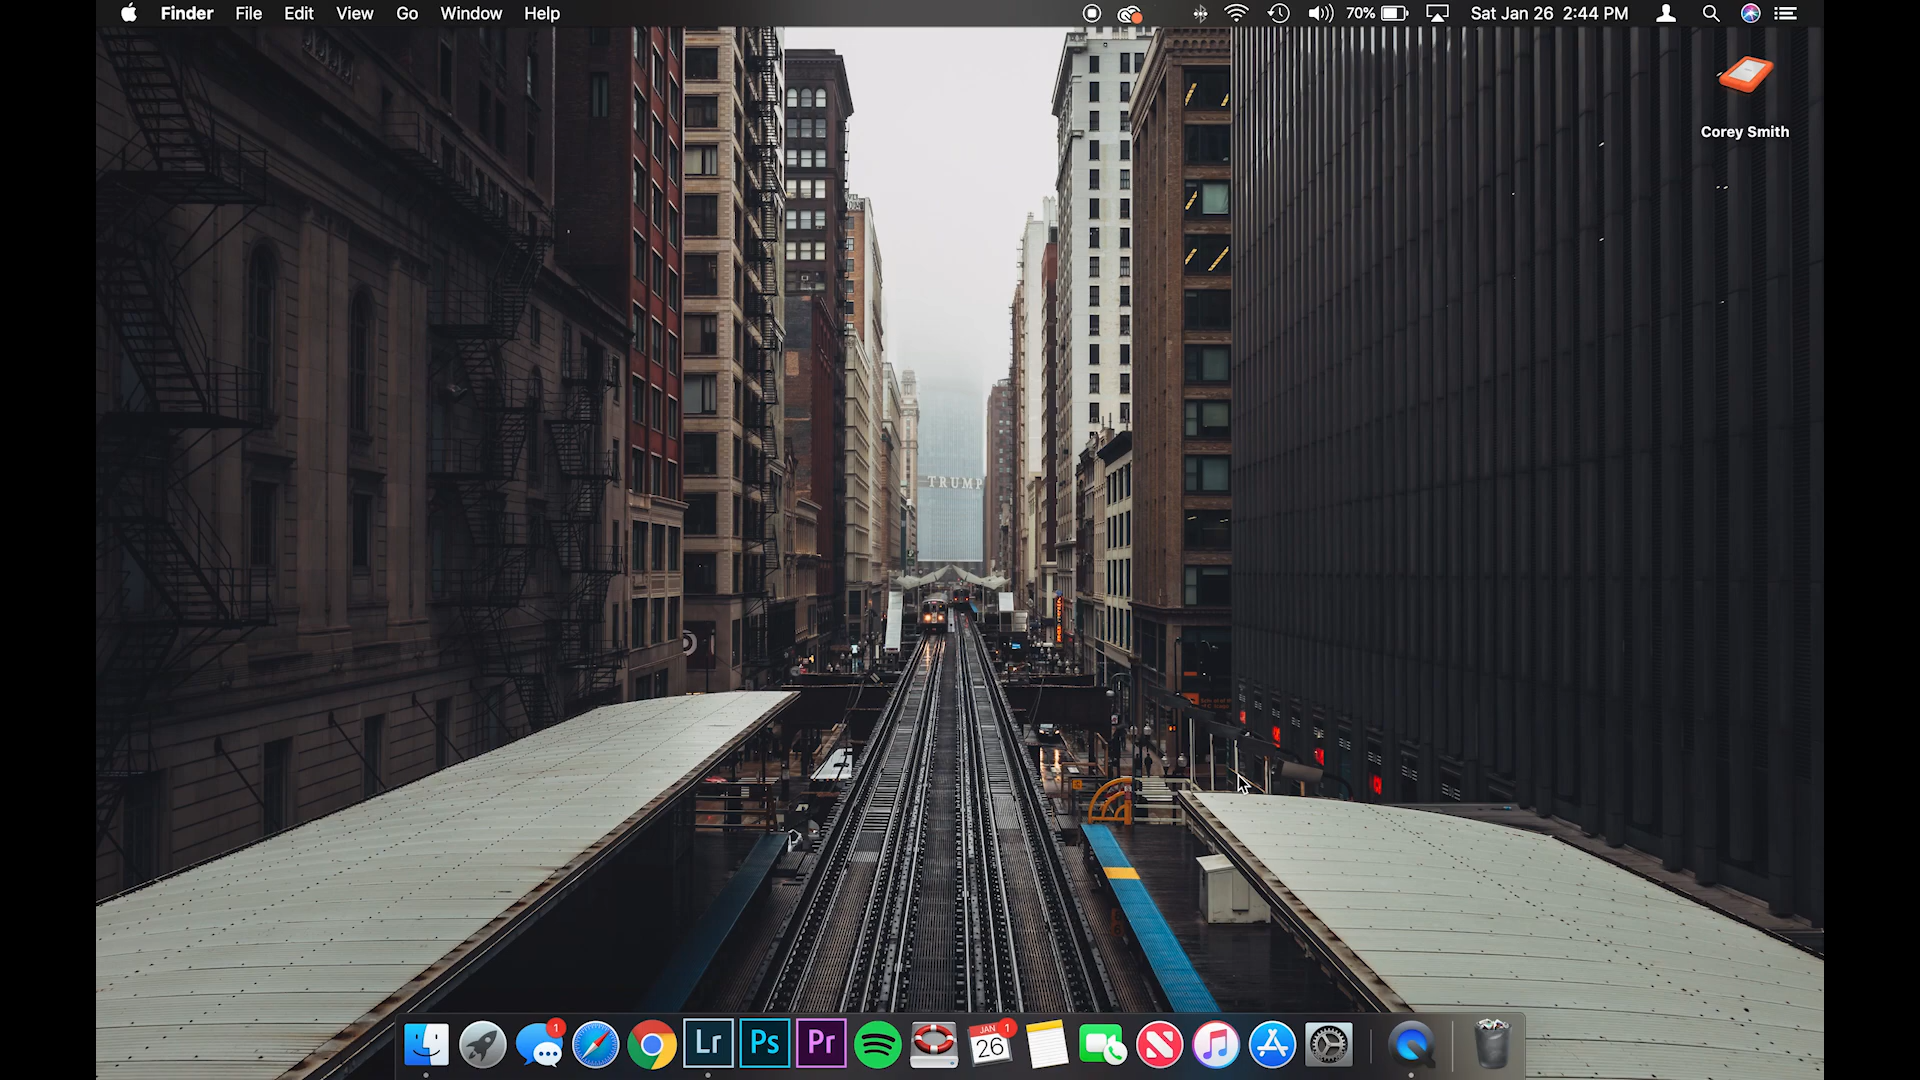 Finder File Edit View Go Window Help 70% Sat Jan 26 2:44 PM
Corey Smith
TRUMP
1
Lr Ps Pr
JAN 1
26